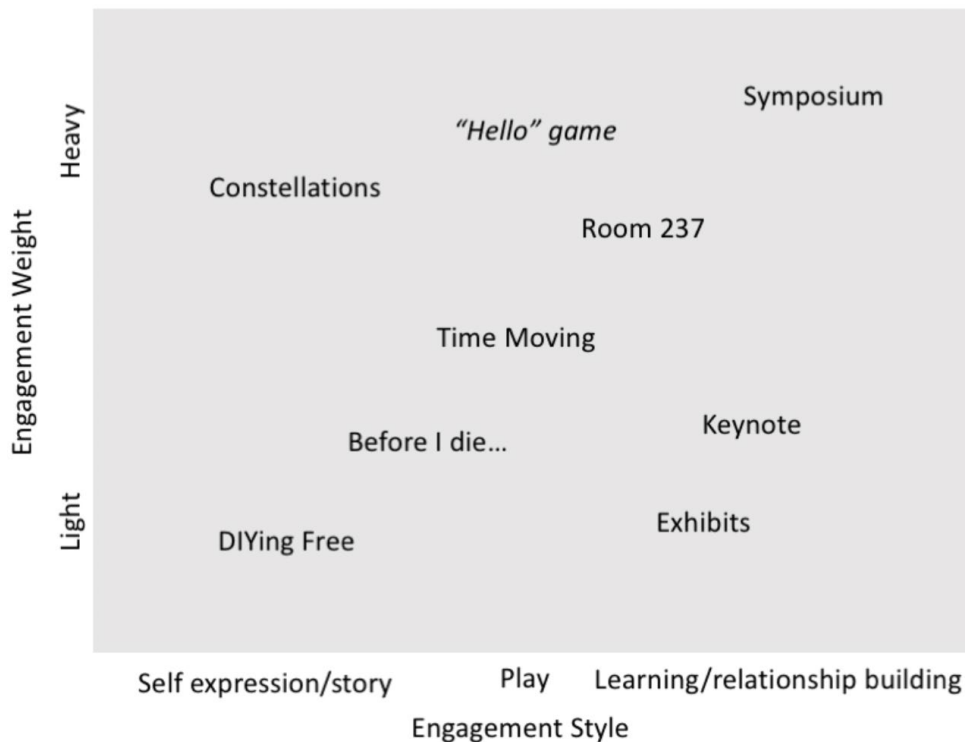 Symposium
“Hello” game
Constellations
Room 237
Time Moving
Keynote
Before I die...
Exhibits
DIYing Free
Heavy
Engagement Weight
Light
Self expression/story
Play
Learning/relationship building
Engagement Style